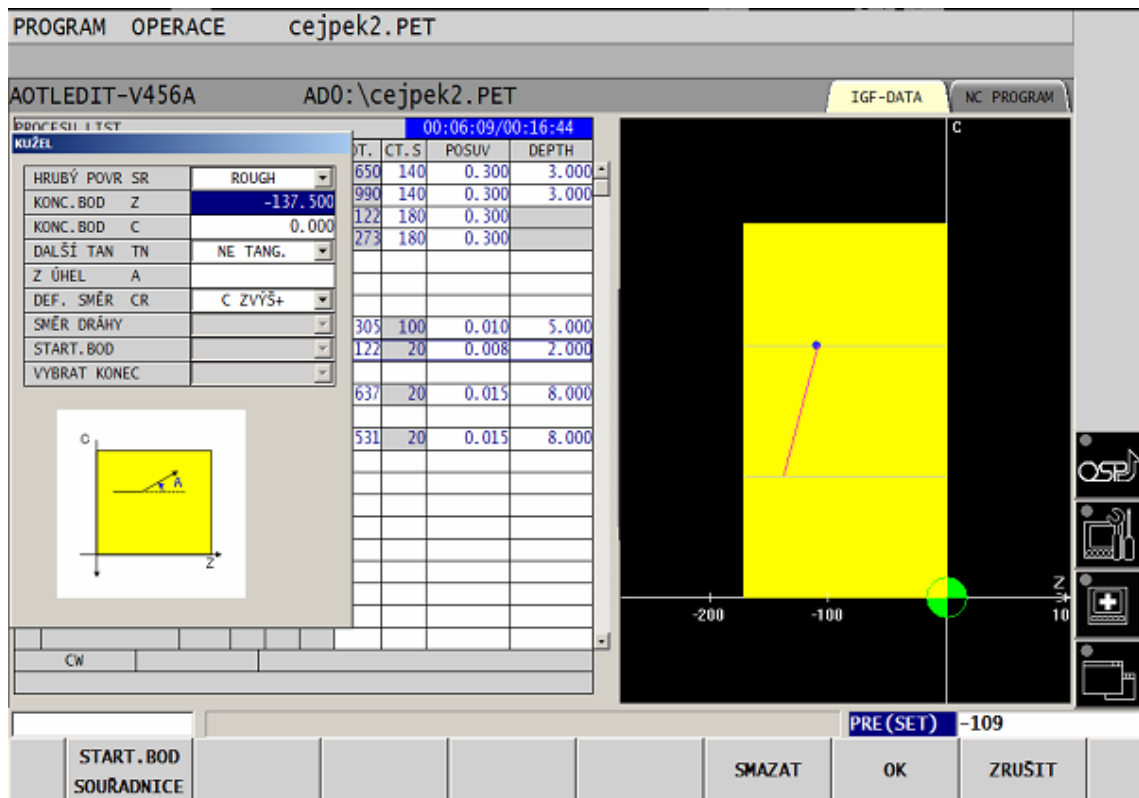 PROGRAM OPERACE cejpek2.PET
AOTLEDIT-V456A AD0:\cejpek2.PET IGF-DATA NC PROGRAM
PROCESU LIST 00:06:09/00:16:44
KUŽEL
OT. CT.S POSUV DEPTH
HRUBÝ POVR SR ROUGH 650 140 0.300 3.000
KONC.BOD Z -137.500 990 140 0.300 3.000
KONC.BOD C 0.000 122 180 0.300
DALŠÍ TAN TN NE TANG. 273 180 0.300
Z ÚHEL A
DEF. SMĚR CR C ZVÝŠ+
SMĚR DRÁHY 305 100 0.010 5.000
START.BOD 122 20 0.008 2.000
VYBRAT KONEC
637 20 0.015 8.000
531 20 0.015 8.000
C
A
Z
CW
C
Z
-200 -100 10
OSP
PRE(SET) -109
START.BOD SOUŘADNICE SMAZAT OK ZRUŠIT